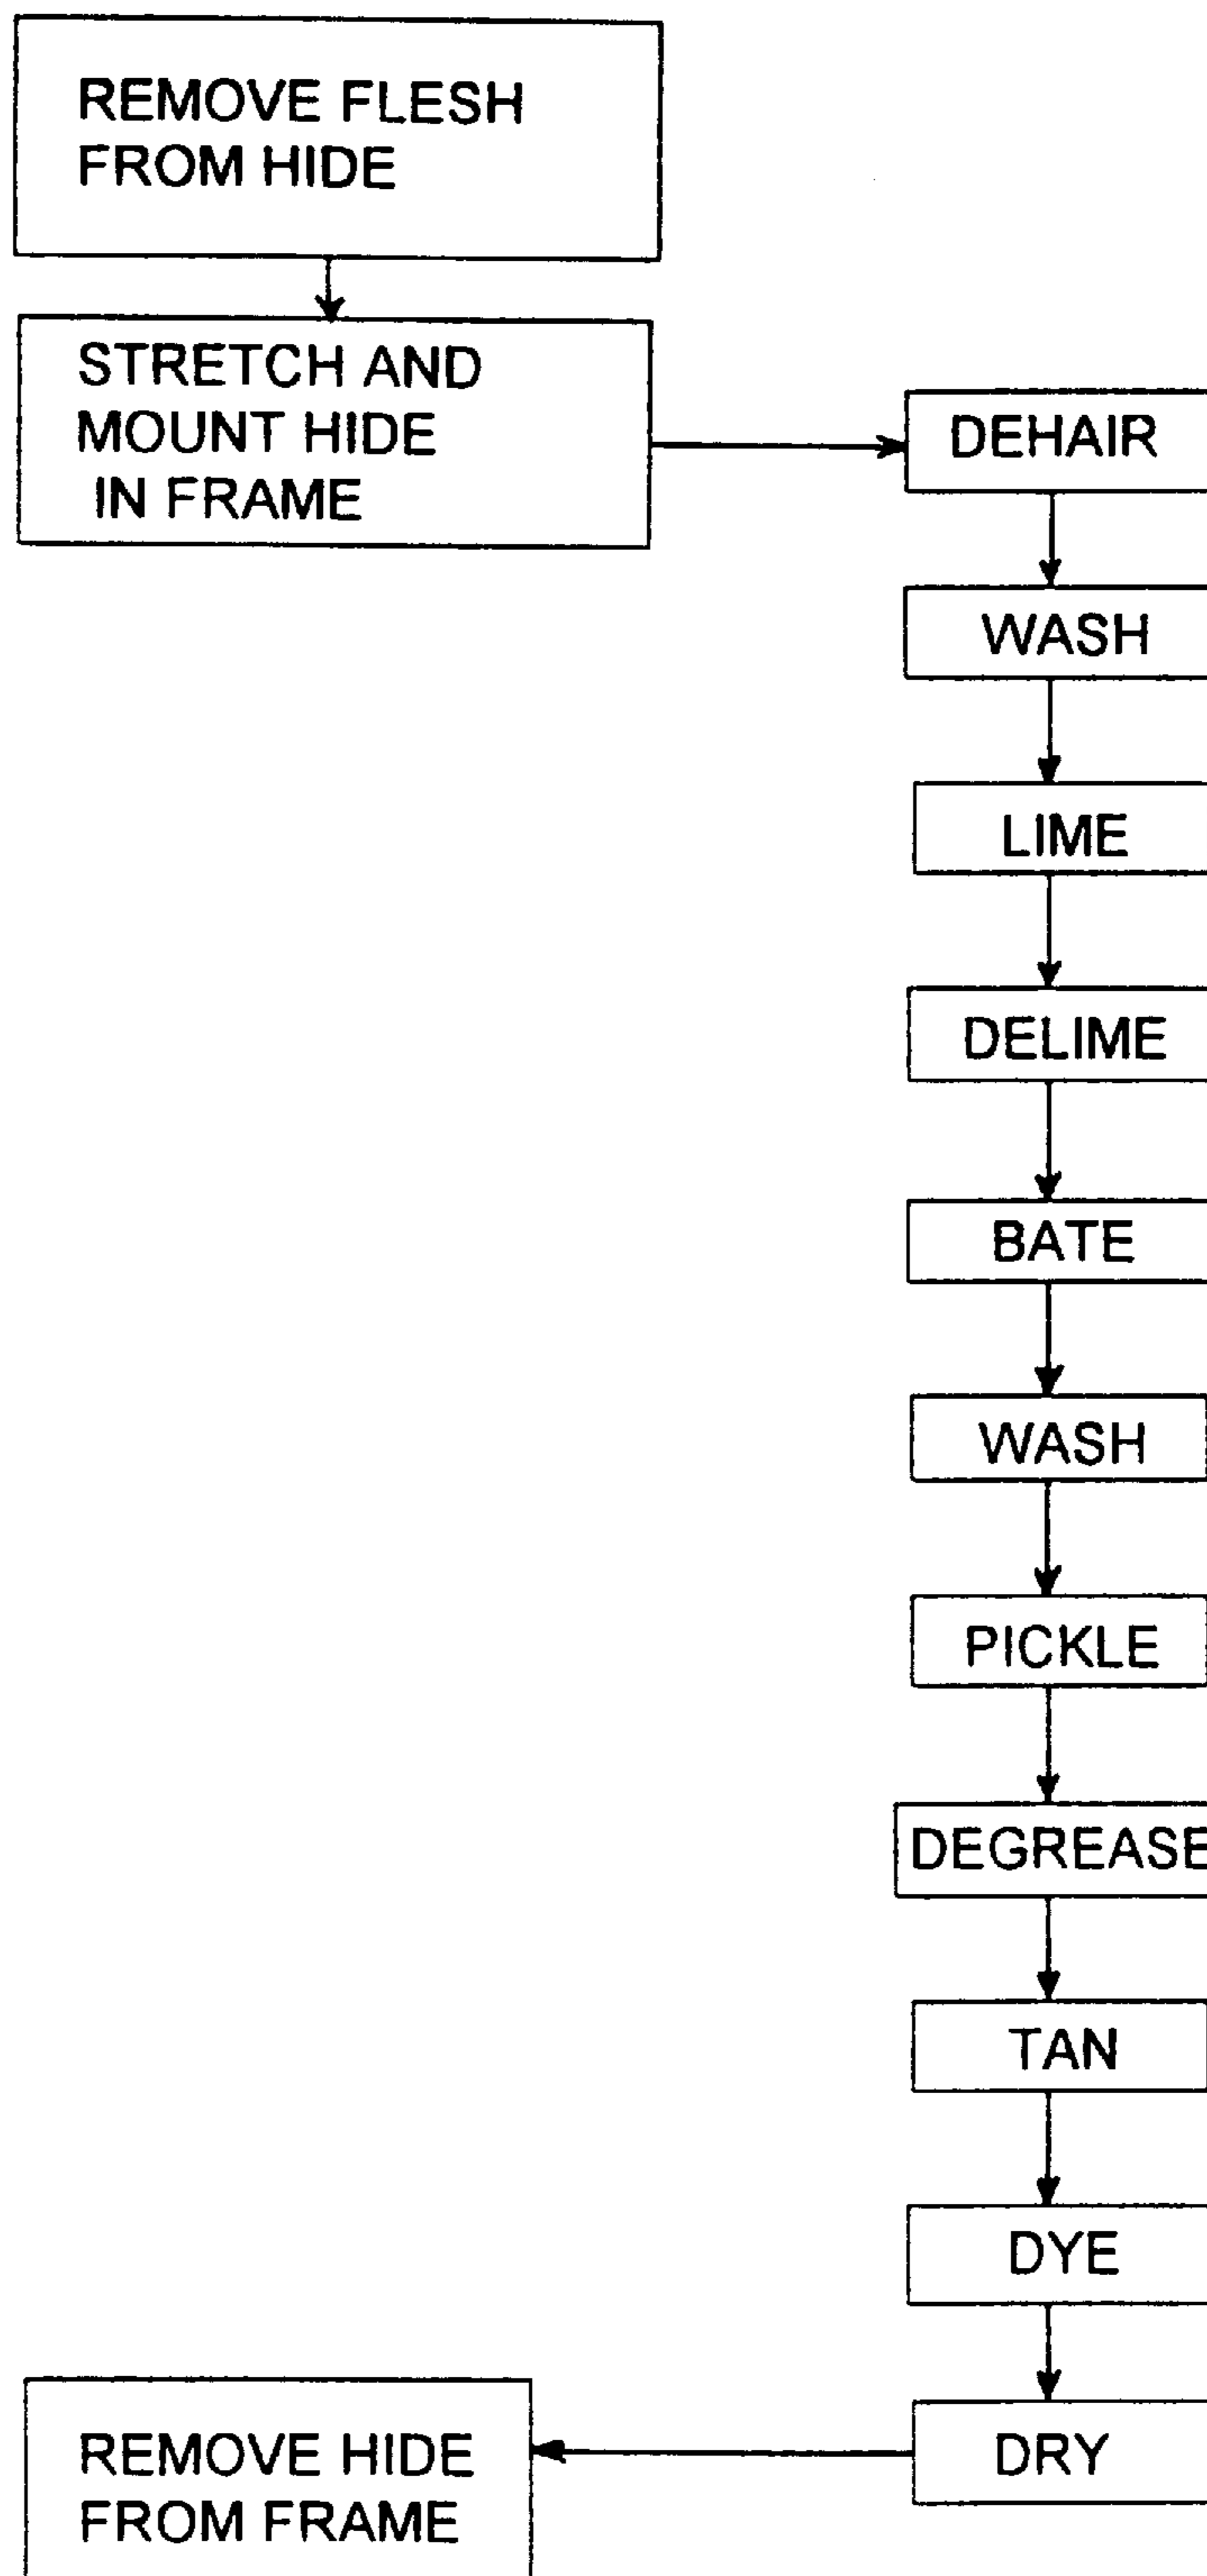 REMOVE FLESH
FROM HIDE
STRETCH AND
MOUNT HIDE
IN FRAME
DEHAIR
WASH
LIME
DELIME
BATE
WASH
PICKLE
DEGREASE
TAN
DYE
DRY
REMOVE HIDE
FROM FRAME